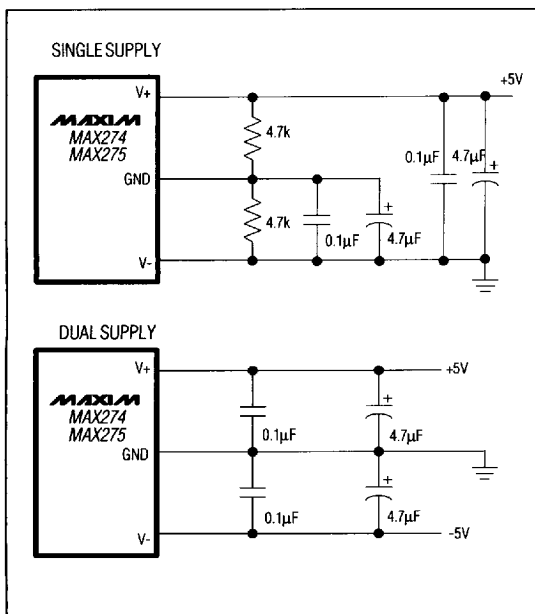 SINGLE SUPPLY
V+
+5V
MAXIM
MAX274
MAX275
4.7k
0.1µF
4.7µF
+
GND
+
4.7k
0.1µF
4.7µF
V-
DUAL SUPPLY
V+
+5V
MAXIM
MAX274
MAX275
+
0.1µF
4.7µF
GND
+
0.1µF
4.7µF
V-
-5V